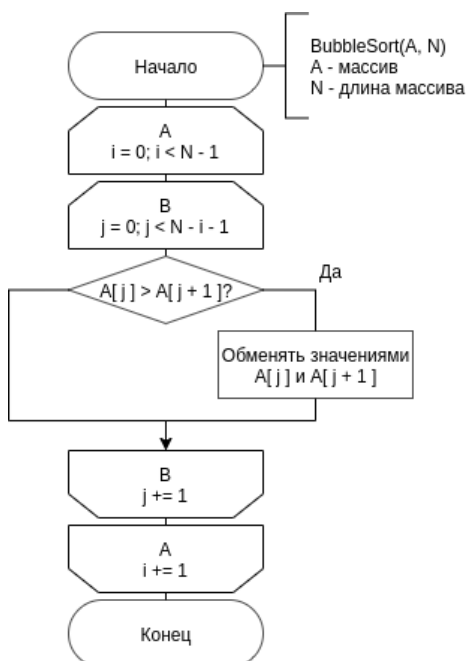 Начало
BubbleSort(A, N)
A - массив
N - длина массива
A
i = 0; i < N - 1
B
j = 0; j < N - i - 1
A[ j ] > A[ j + 1 ]?
Да
Обменять значениями
A[ j ] и A[ j + 1 ]
B
j += 1
A
i += 1
Конец